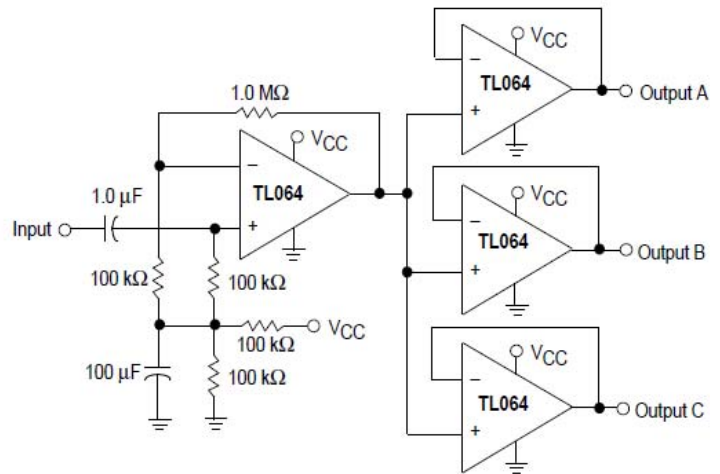 VCC
−
TL064
+
Output A
1.0 MΩ
VCC
−
TL064
+
1.0 µF
Input
VCC
−
TL064
+
Output B
100 kΩ
100 kΩ
VCC
100 kΩ
100 µF
100 kΩ
VCC
−
TL064
+
Output C